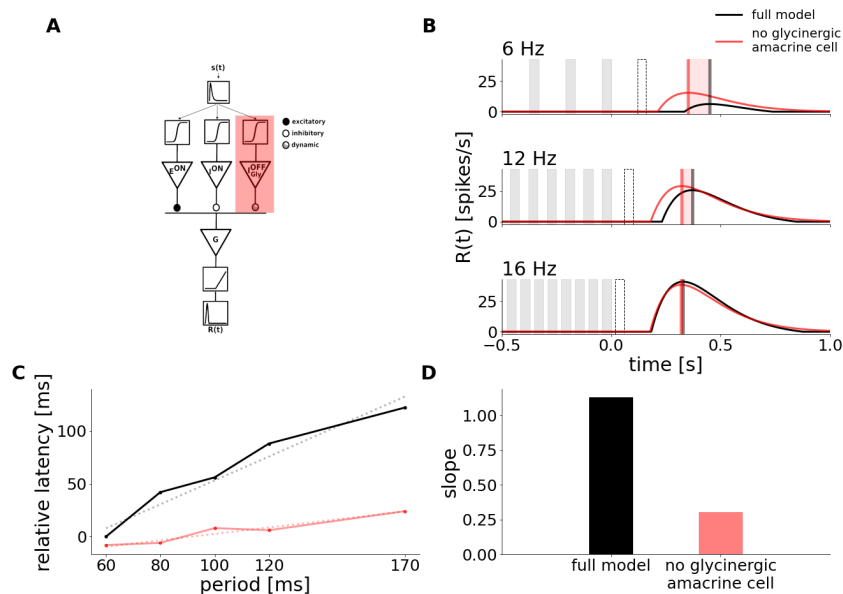 A
s(t)
excitatory
inhibitory
dynamic
E^ON
I^ON
I^OFF_Gly
G
R(t)
B
full model
no glycinergic
amacrine cell
6 Hz
25
0
12 Hz
25
0
16 Hz
25
0
R(t) [spikes/s]
−0.5
0.0
0.5
1.0
time [s]
C
relative latency [ms]
100
50
0
60
80
100
120
170
period [ms]
D
slope
1.00
0.75
0.50
0.25
0.00
full model
no glycinergic
amacrine cell